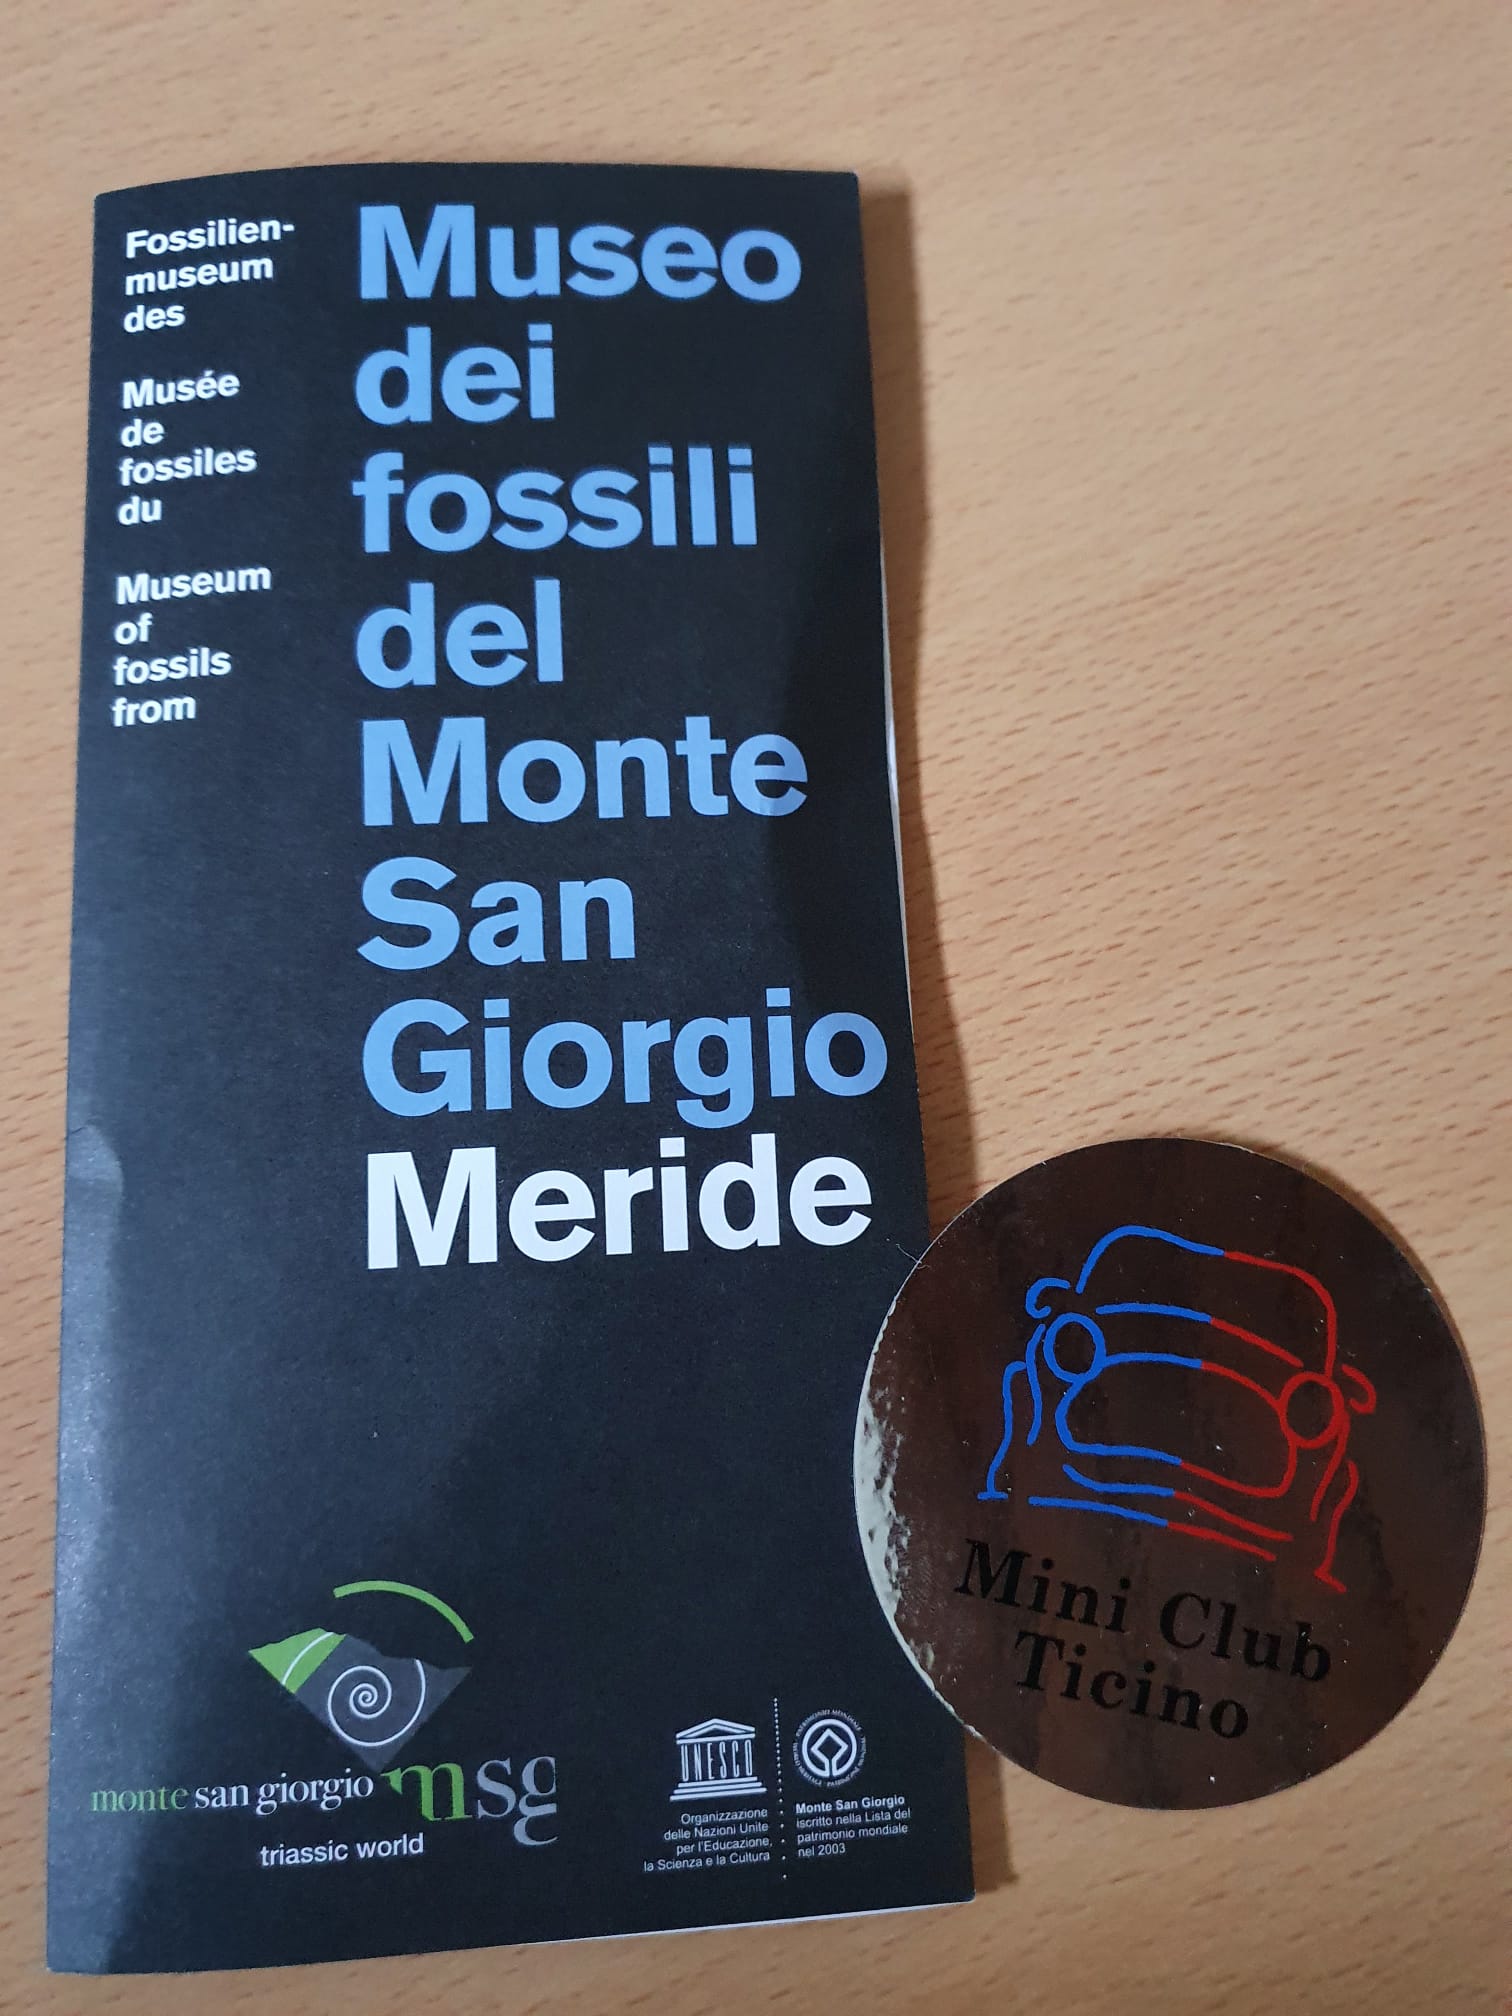 Fossilien-
museum
des
Musée
de
fossiles
du
Museum
of
fossils
from
Museo
dei
fossili
del
Monte
San
Giorgio
Meride
monte san giorgio msg
triassic world
UNESCO
Organizzazione
delle Nazioni Unite
per l'Educazione,
la Scienza e la Cultura
Monte San Giorgio
iscritto nella Lista del
patrimonio mondiale
nel 2003
Mini Club
Ticino